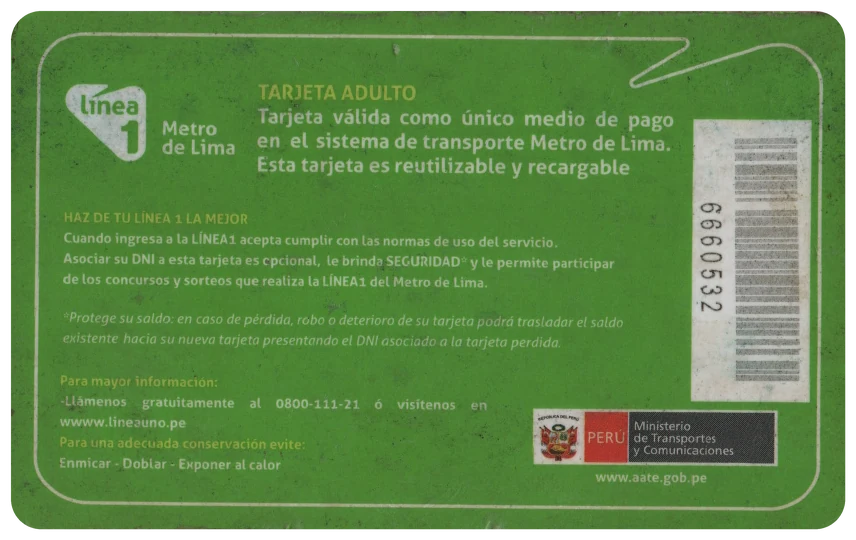 línea
1
Metro
de Lima
TARJETA ADULTO
Tarjeta válida como único medio de pago
en el sistema de transporte Metro de Lima.
Esta tarjeta es reutilizable y recargable
HAZ DE TU LÍNEA 1 LA MEJOR
Cuando ingresa a la LÍNEA1 acepta cumplir con las normas de uso del servicio.
Asociar su DNI a esta tarjeta es opcional, le brinda SEGURIDAD* y le permite participar
de los concursos y sorteos que realiza la LÍNEA1 del Metro de Lima.
*Protege su saldo: en caso de pérdida, robo o deterioro de su tarjeta podrá trasladar el saldo
existente hacia su nueva tarjeta presentando el DNI asociado a la tarjeta perdida.
6660532
Para mayor información:
-Llámenos gratuitamente al 0800-111-21 ó visítenos en
wwww.lineauno.pe
Para una adecuada conservación evite:
Enmicar - Doblar - Exponer al calor
REPÚBLICA DEL PERÚ
PERÚ
Ministerio
de Transportes
y Comunicaciones
www.aate.gob.pe